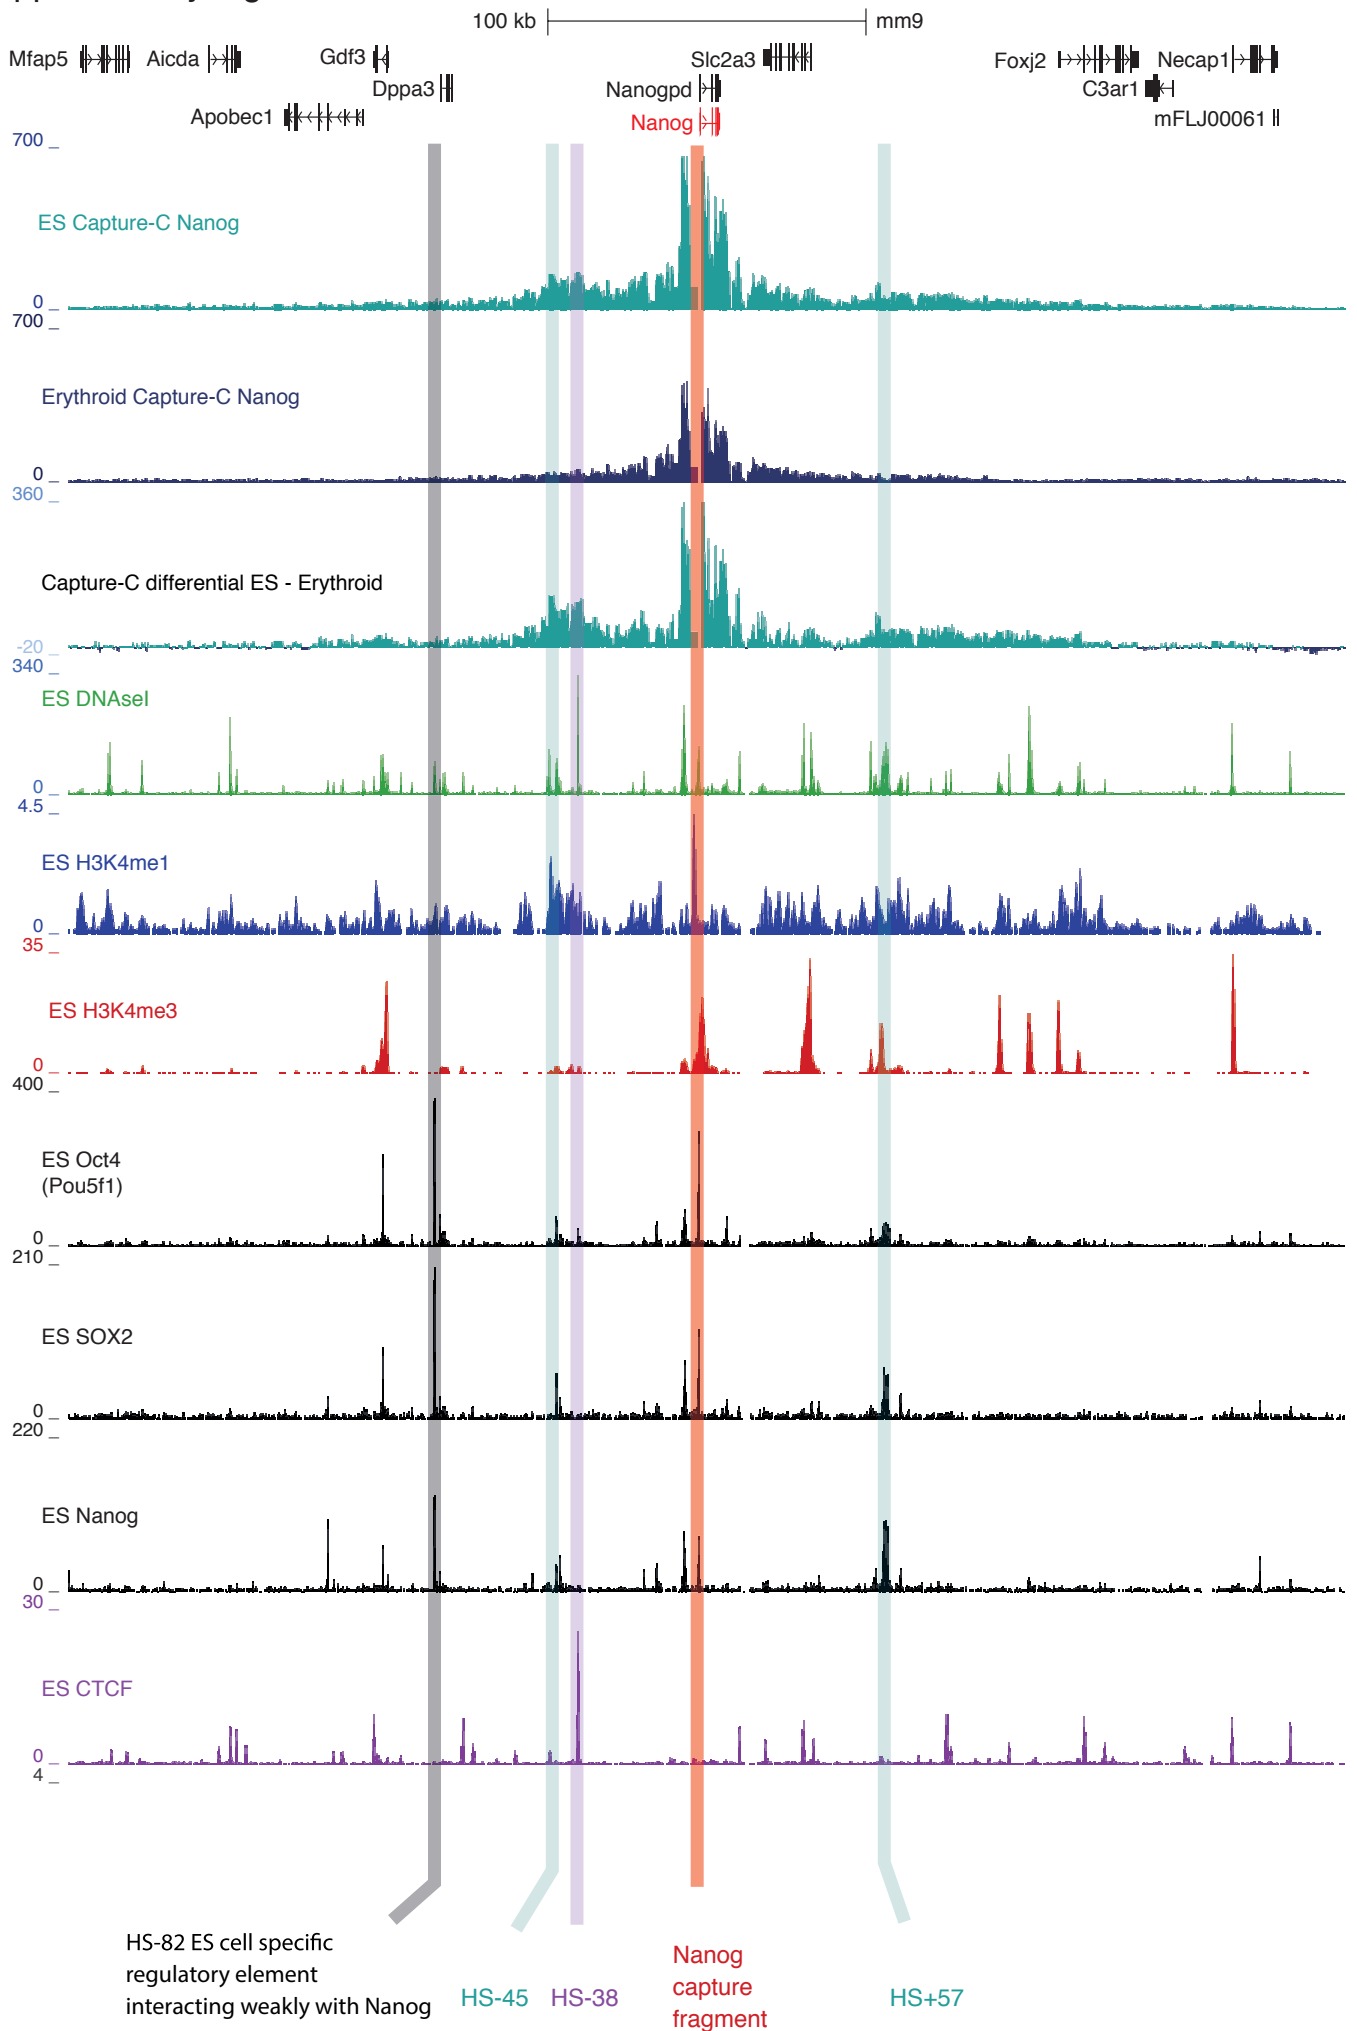 100 kb mm9
Mfap5 Aicda Gdf3 Slc2a3 Foxj2 Necap1
Dppa3 Nanogpd C3ar1
Apobec1 Nanog mFLJ00061
700
ES Capture-C Nanog
0
700
Erythroid Capture-C Nanog
0
360
Capture-C differential ES - Erythroid
-20
340
ES DNAseI
0
4.5
ES H3K4me1
0
35
ES H3K4me3
0
400
ES Oct4
(Pou5f1)
0
210
ES SOX2
0
220
ES Nanog
0
30
ES CTCF
0
4
HS-82 ES cell specific
regulatory element
interacting weakly with Nanog
HS-45 HS-38
Nanog
capture
fragment
HS+57